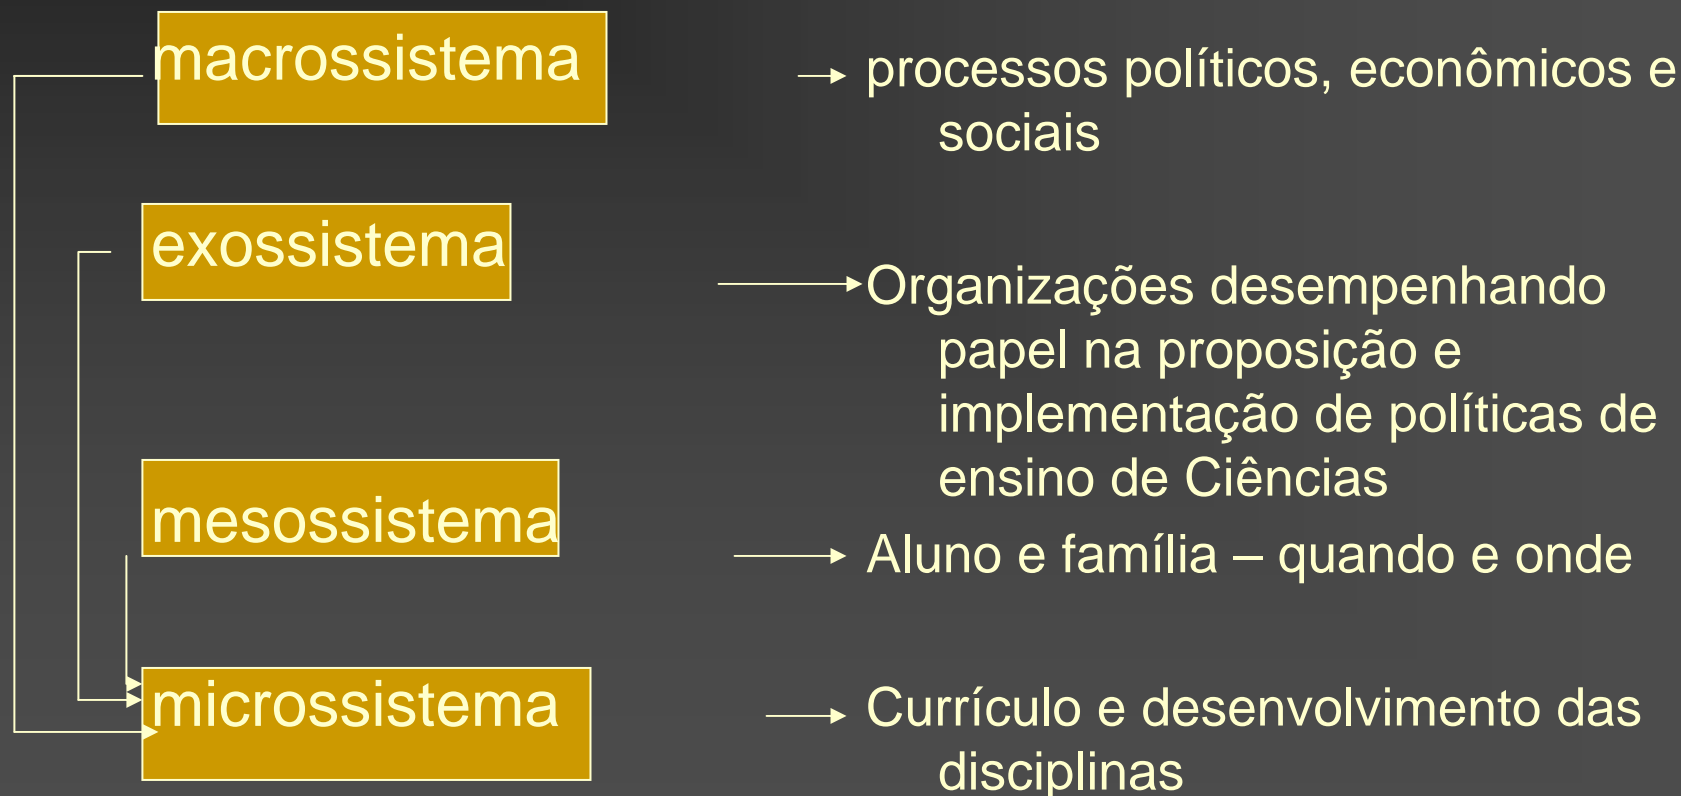 macrossistema
processos políticos, econômicos e
sociais
exossistema
Organizações desempenhando
papel na proposição e
implementação de políticas de
ensino de Ciências
mesossistema
Aluno e família – quando e onde
microssistema
Currículo e desenvolvimento das
disciplinas